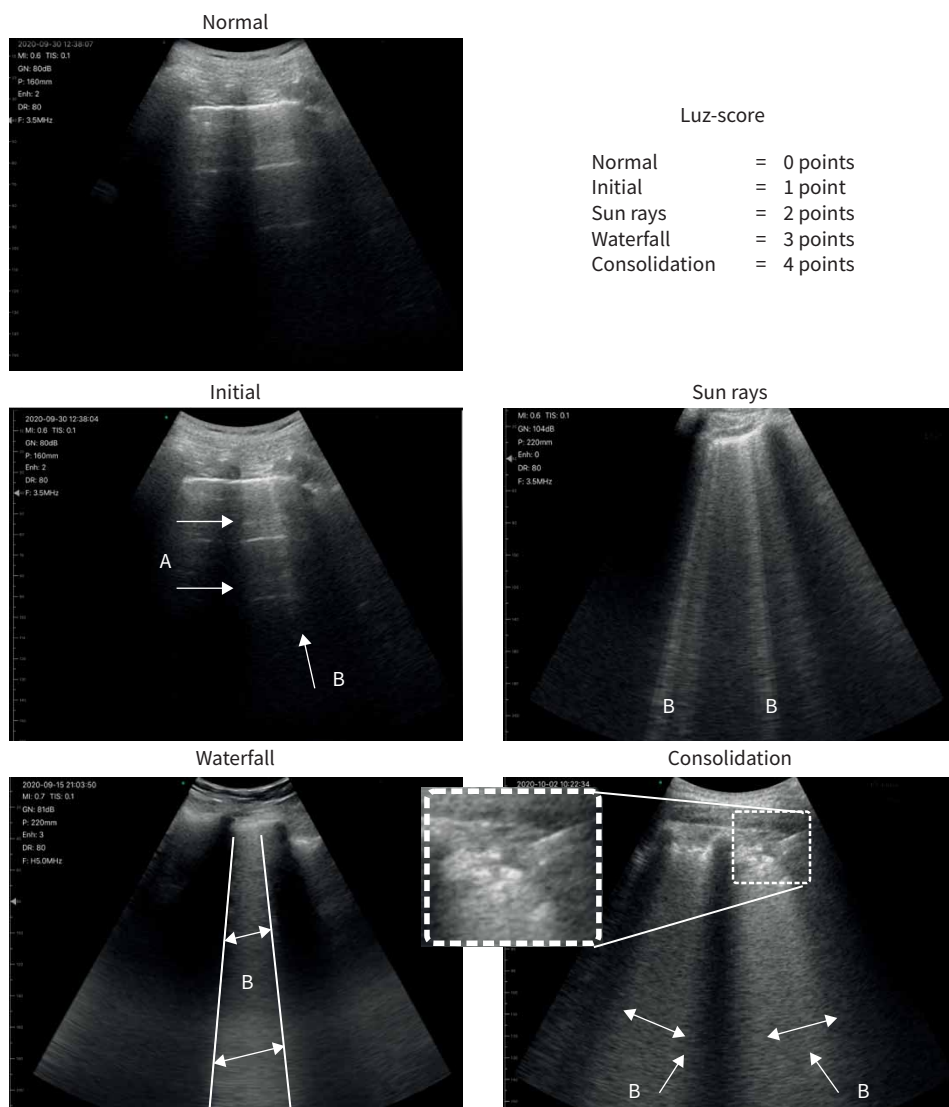 Normal
2020-09-30 12:38:07
MI: 0.6 TIS: 0.1
GN: 80dB
P: 160mm
Enh: 2
DR: 80
F: 3.5MHz
Luz-score
Normal = 0 points
Initial = 1 point
Sun rays = 2 points
Waterfall = 3 points
Consolidation = 4 points
Initial
2020-09-30 12:38:04
MI: 0.6 TIS: 0.1
GN: 80dB
P: 160mm
Enh: 2
DR: 80
F: 3.5MHz
A
B
Sun rays
MI: 0.6 TIS: 0.1
GN: 104dB
P: 220mm
Enh: 0
DR: 80
F: 3.5MHz
B B
Waterfall
2020-09-15 21:03:50
MI: 0.7 TIS: 0.1
GN: 81dB
P: 220mm
Enh: 3
DR: 80
F: H5.0MHz
B
Consolidation
2020-10-02 10:22:34
B B